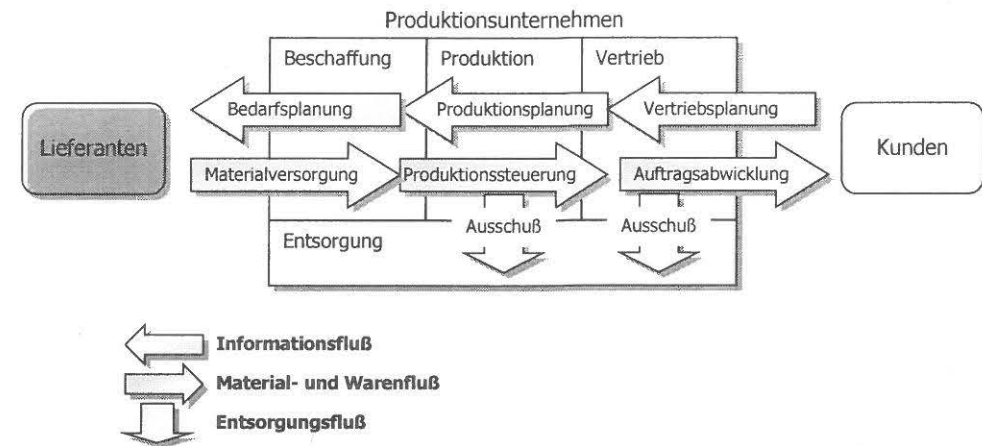 Produktionsunternehmen
Beschaffung
Produktion
Vertrieb
Bedarfsplanung
Produktionsplanung
Vertriebsplanung
Lieferanten
Kunden
Materialversorgung
Produktionssteuerung
Auftragsabwicklung
Entsorgung
Ausschuß
Ausschuß
Informationsfluß
Material- und Warenfluß
Entsorgungsfluß